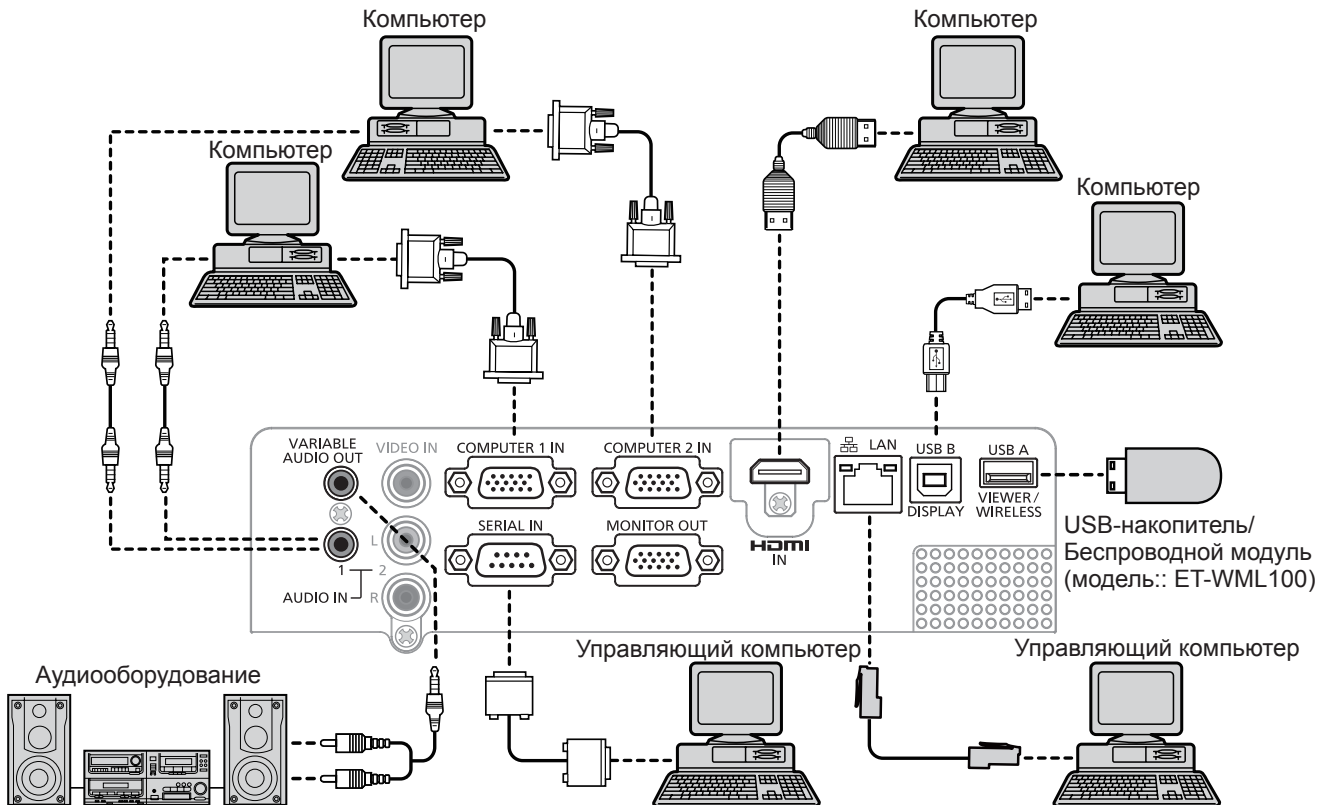 Компьютер
Компьютер
Компьютер
Компьютер
VARIABLE
AUDIO OUT
VIDEO IN
COMPUTER 1 IN
COMPUTER 2 IN
LAN
USB B
USB A
DISPLAY
VIEWER /
WIRELESS
SERIAL IN
MONITOR OUT
HDMI
IN
L
1
2
AUDIO IN
R
USB-накопитель/
Беспроводной модуль
(модель:: ET-WML100)
Управляющий компьютер
Управляющий компьютер
Аудиооборудование